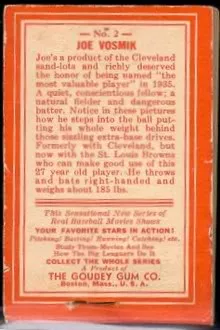 No. 2
JOE VOSMIK
Joe's a product of the Cleveland
sand-lots and richly deserved
the honor of being named "the
most valuable player" in 1935.
A quiet, conscientious fellow; a
natural fielder and dangerous
batter. Notice in these pictures
how he steps into the ball put-
ting his whole weight behind
those sizzling extra-base drives.
Formerly with Cleveland, but
now with the St. Louis Browns
who can make good use of this
27 year old player. He throws
and bats right-handed and
weighs about 185 lbs.
This Sensational New Series of
Real Baseball Movies Shows
YOUR FAVORITE STARS IN ACTION!
Pitching! Batting! Running! Catching! etc.
Study Them—Movies And See
How The Big Leaguers Do It
COLLECT THE WHOLE SERIES
A Product of
THE GOUDEY GUM CO.
Boston, Mass., U. S. A.